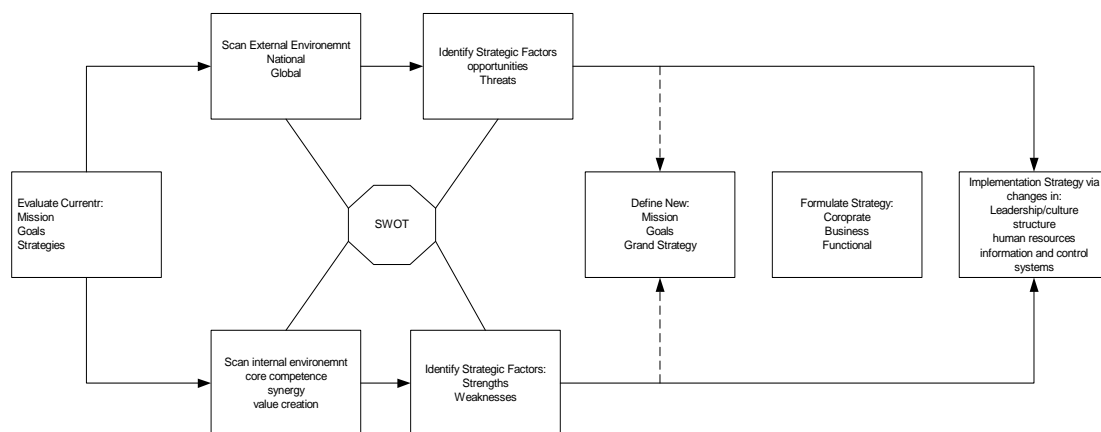 Scan External Environemnt
National
Global
Identify Strategic Factors
opportunities
Threats
Evaluate Currentr:
Mission
Goals
Strategies
SWOT
Define New:
Mission
Goals
Grand Strategy
Formulate Strategy:
Coroprate
Business
Functional
Implementation Strategy via
changes in:
Leadership/culture
structure
human resources
information and control
systems
Scan internal environemnt
core competence
synergy
value creation
Identify Strategic Factors:
Strengths
Weaknesses